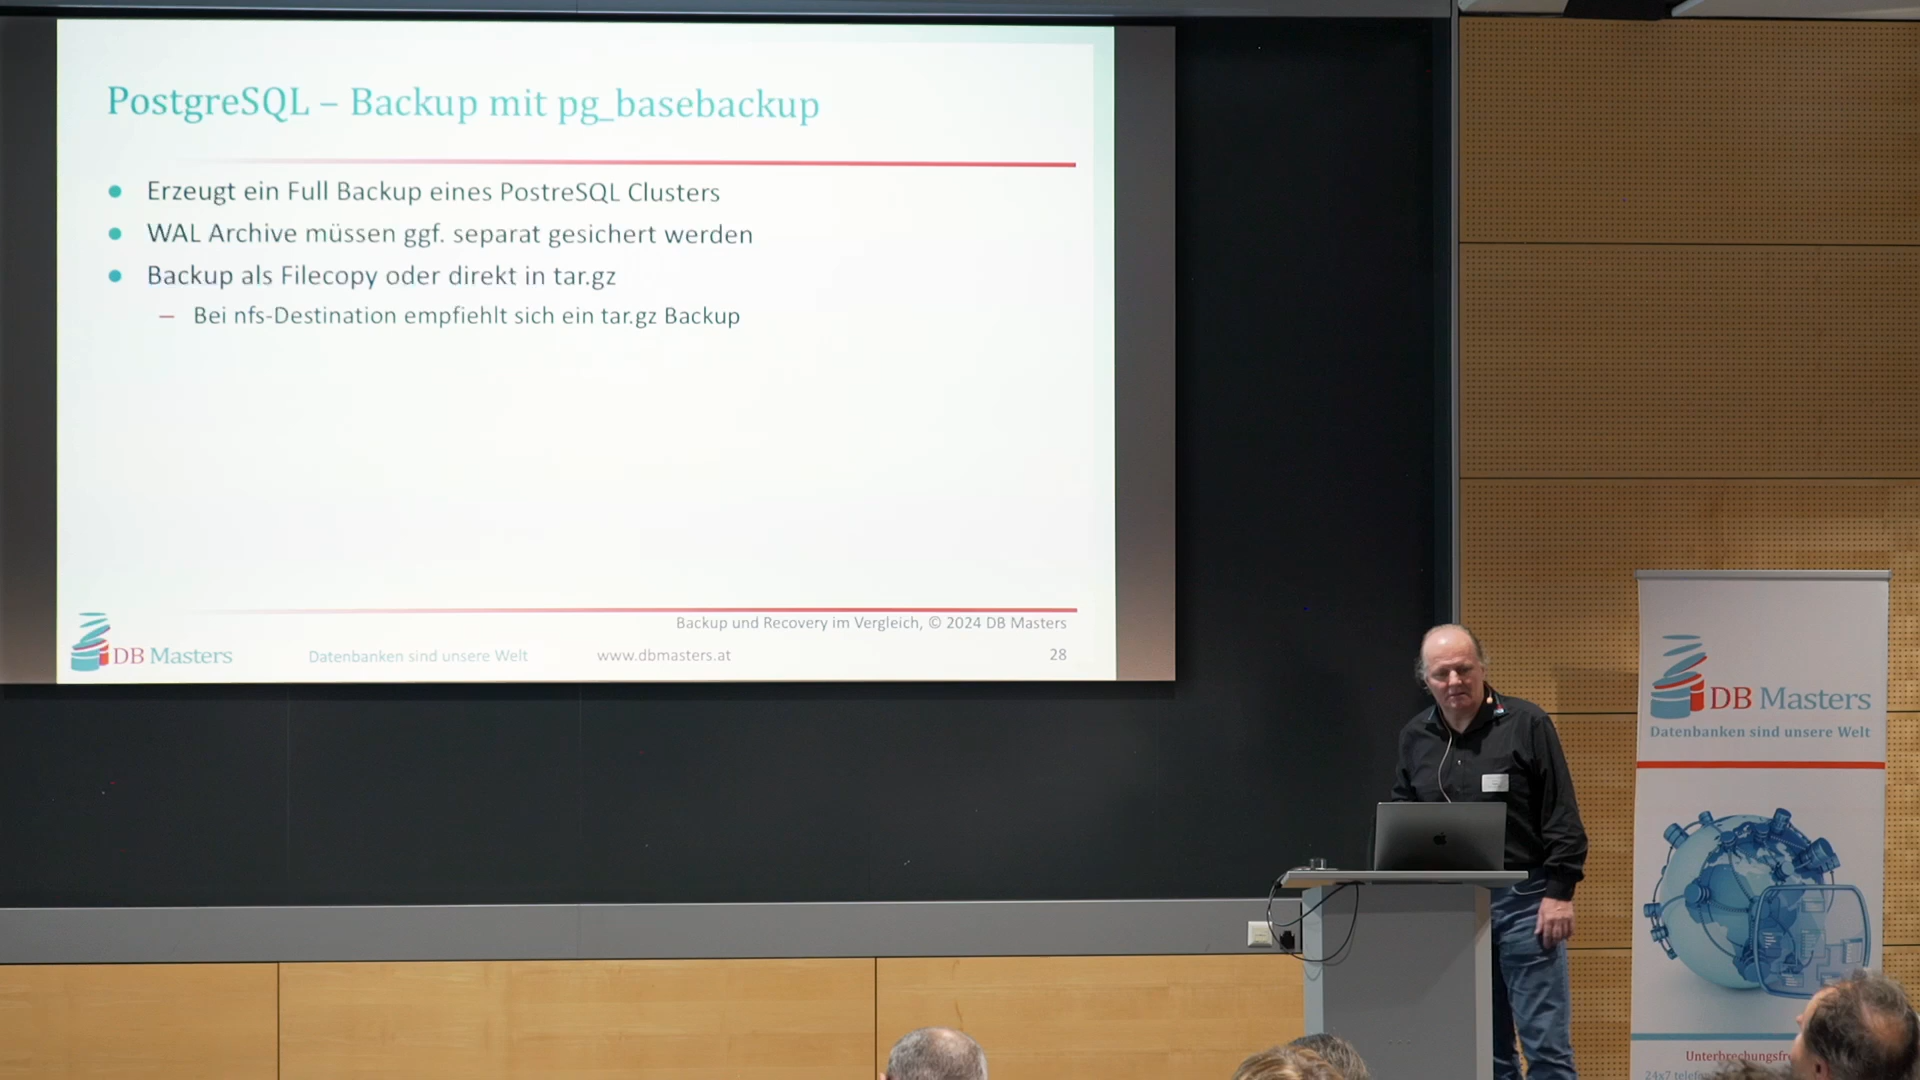 PostgreSQL – Backup mit pg_basebackup
Erzeugt ein Full Backup eines PostreSQL Clusters
WAL Archive müssen ggf. separat gesichert werden
Backup als Filecopy oder direkt in tar.gz
– Bei nfs-Destination empfiehlt sich ein tar.gz Backup
Backup und Recovery im Vergleich, © 2024 DB Masters
DB Masters
Datenbanken sind unsere Welt
www.dbmasters.at
28
DB Masters
Datenbanken sind unsere Welt
24x7